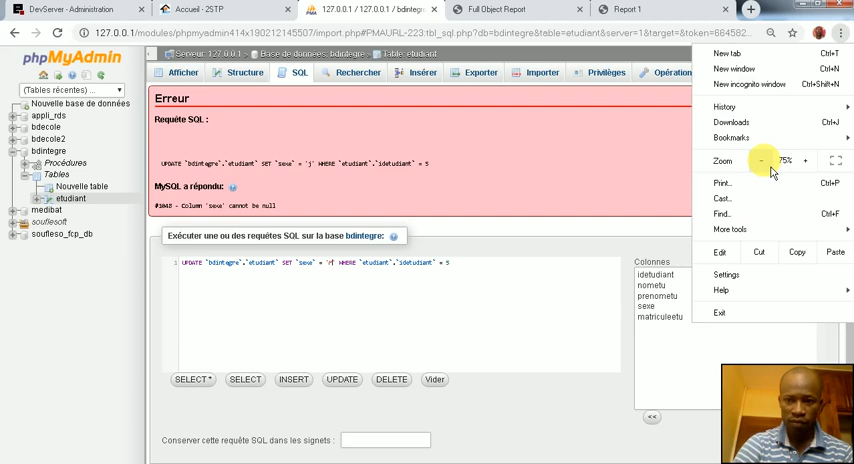 DevServer - Administration
Accueil - 2STP
127.0.0.1 / 127.0.0.1 / bdintegre
Full Object Report
Report 1
127.0.0.1/modules/phpmyadmin414x190212145507/import.php#PMAURL-223:tbl_sql.php?db=bdintegre&table=etudiant&server=1&target=&token=664582
phpMyAdmin
(Tables récentes) ...
Nouvelle base de données
appli_rds
bdecole
bdecole2
bdintegre
Procédures
Tables
Nouvelle table
etudiant
medibat
souflesoft
soufleso_fcp_db
Serveur: 127.0.0.1 » Base de données: bdintegre » Table: etudiant
Afficher
Structure
SQL
Rechercher
Insérer
Exporter
Importer
Privilèges
Opération
Erreur
Requête SQL :
UPDATE `bdintegre`.`etudiant` SET `sexe` = 'j' WHERE `etudiant`.`idetudiant` = 5
MySQL a répondu:
#1048 - Column 'sexe' cannot be null
Exécuter une ou des requêtes SQL sur la base bdintegre:
1 UPDATE `bdintegre`.`etudiant` SET `sexe` = 'M' WHERE `etudiant`.`idetudiant` = 5
Colonnes
idetudiant
nometu
prenometu
sexe
matriculeetu
SELECT *
SELECT
INSERT
UPDATE
DELETE
Vider
<<
Conserver cette requête SQL dans les signets:
New tab Ctrl+T
New window Ctrl+N
New incognito window Ctrl+Shift+N
History
Downloads Ctrl+J
Bookmarks
Zoom - 75% +
Print... Ctrl+P
Cast...
Find... Ctrl+F
More tools
Edit Cut Copy Paste
Settings
Help
Exit